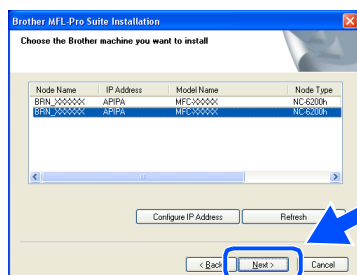 Brother MFL-Pro Suite Installation
Choose the Brother machine you want to install
Node Name IP Address Model Name Node Type
BRN_XXXXXX APIPA MFC-XXXXX NC-6200h
BRN_XXXXXX APIPA MFC-XXXXX NC-6200h
Configure IP Address Refresh
< Back Next > Cancel